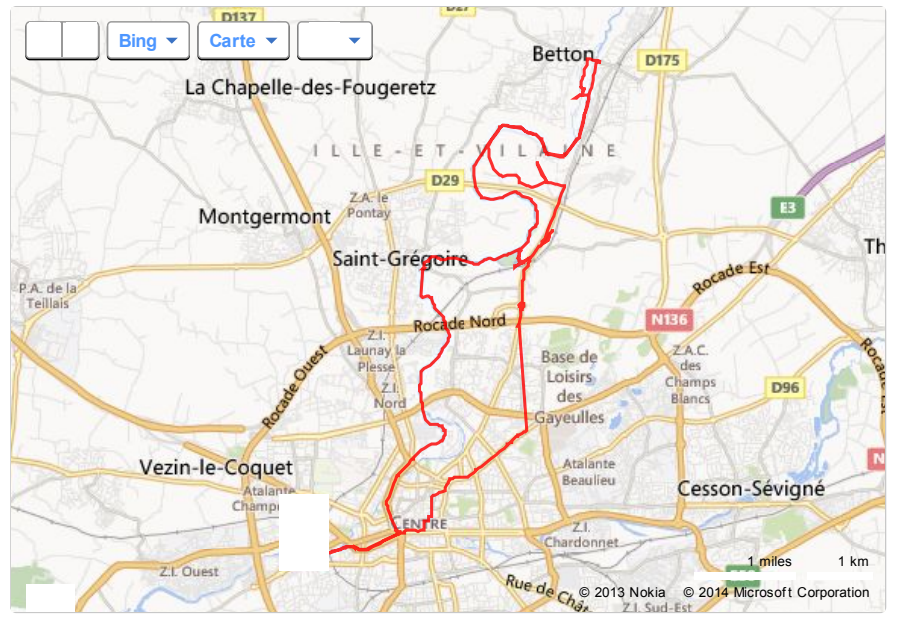 D137
D27
Bing
Carte
Betton
D175
La Chapelle-des-Fougeretz
ILLE-ET-VILAINE
D29
Z.A. le
Pontay
E3
Montgermont
Th
Saint-Grégoire
Rocade Est
P.A. de la
Teillais
Rocade Nord
N136
Rocade Ouest
Z.I.
Launay la
Plesse
Base de
Loisirs
des
Gayeulles
Z.A.C.
des
Champs
Blancs
Rocade Est
Z.I.
Nord
D96
Vezin-le-Coquet
Atalante
Beaulieu
N
Atalante
Champ
Cesson-Sévigné
CENTRE
Z.I.
Chardonnet
Z.I. Ouest
1 miles
1 km
Rue de Chât
© 2013 Nokia
© 2014 Microsoft Corporation
Z.I. Sud-Est